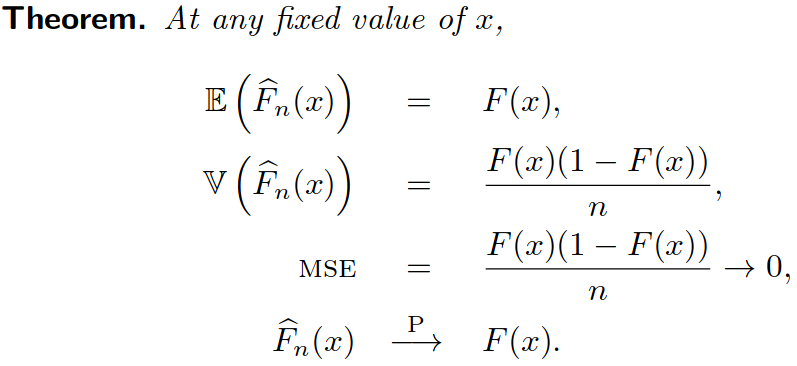 Theorem. At any fixed value of x,
𝔼(F̂ₙ(x)) = F(x),
𝕍(F̂ₙ(x)) = F(x)(1 − F(x))/n,
MSE = F(x)(1 − F(x))/n → 0,
F̂ₙ(x) —P→ F(x).